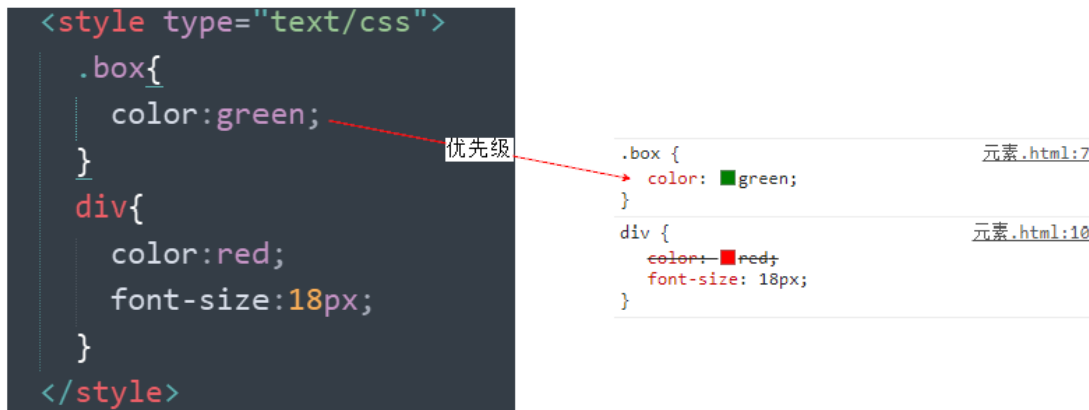 <style type="text/css">
.box{
color:green;
}
div{
color:red;
font-size:18px;
}
</style>
优先级
.box {
元素.html:7
color: green;
}
div {
元素.html:10
color: red;
font-size: 18px;
}